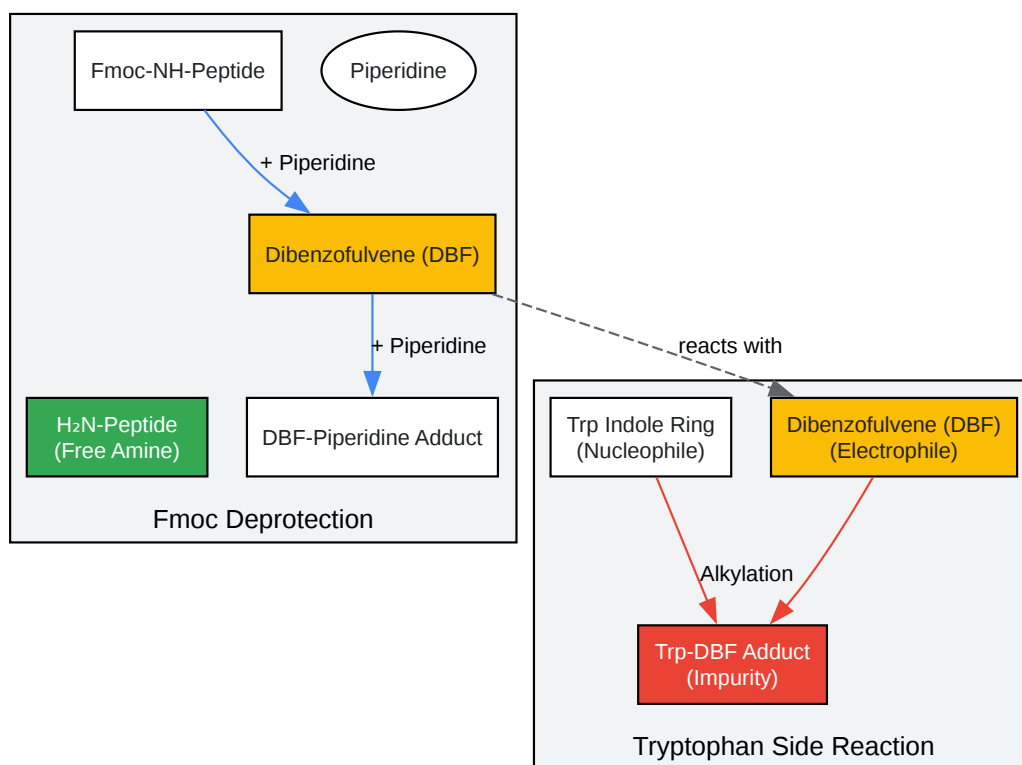 Fmoc-NH-Peptide
Piperidine
+ Piperidine
Dibenzofulvene (DBF)
+ Piperidine
reacts with
H₂N-Peptide
(Free Amine)
DBF-Piperidine Adduct
Fmoc Deprotection
Trp Indole Ring
(Nucleophile)
Dibenzofulvene (DBF)
(Electrophile)
Alkylation
Trp-DBF Adduct
(Impurity)
Tryptophan Side Reaction